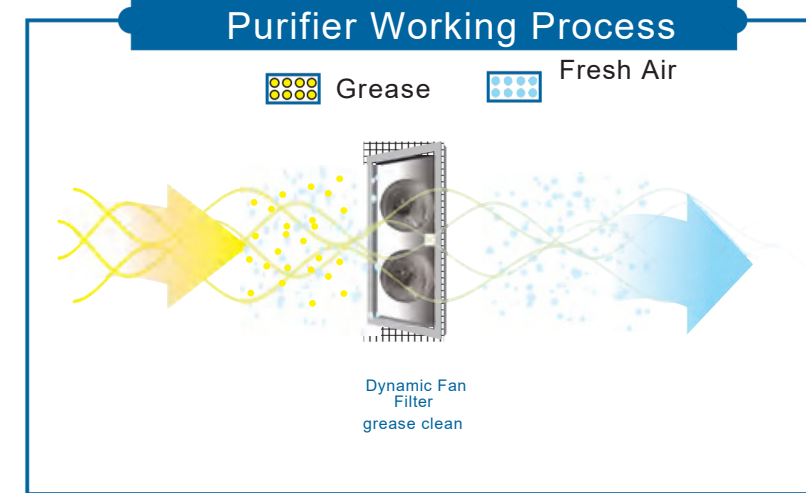 Purifier Working Process
Grease
Fresh Air
Dynamic Fan
Filter
grease clean